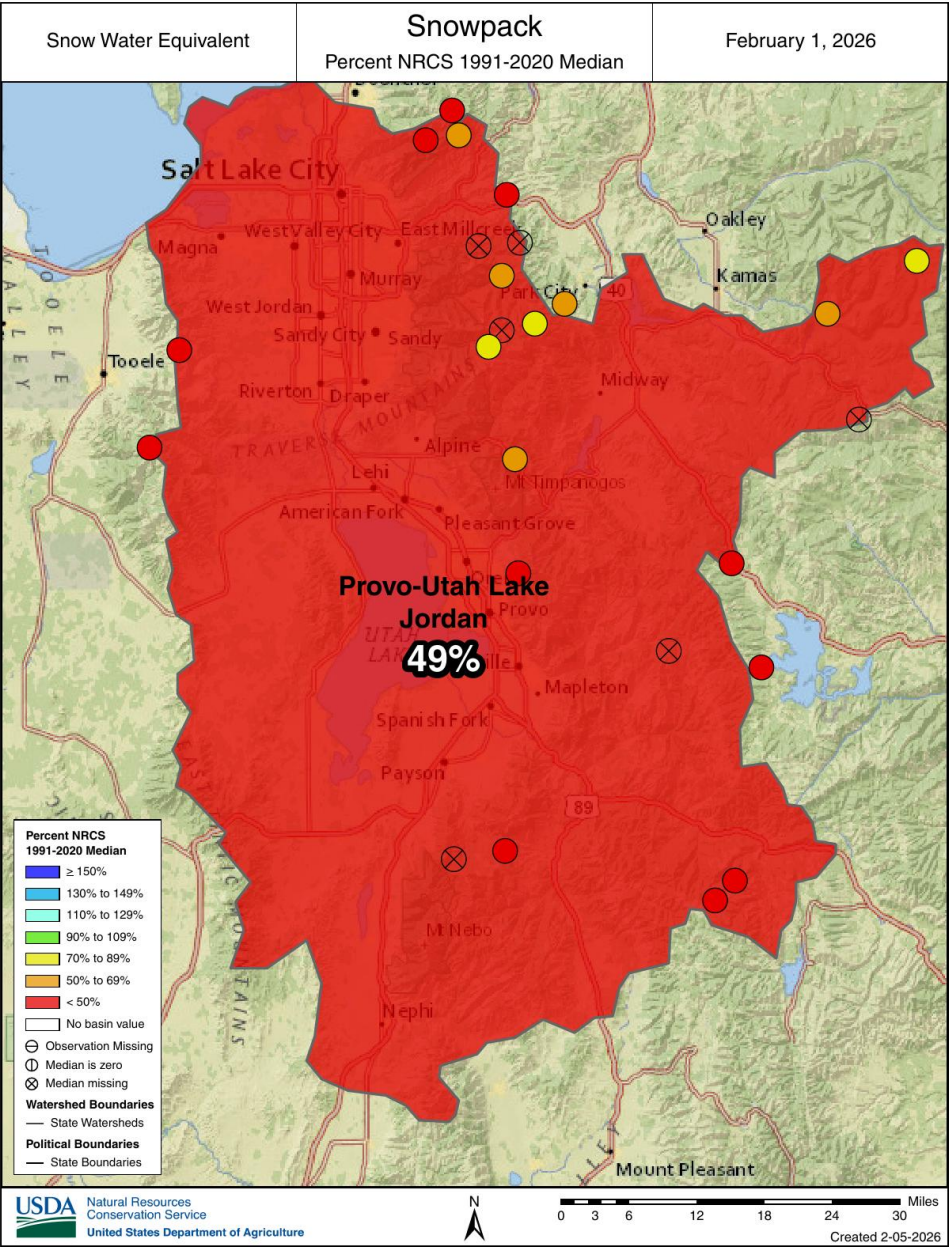 Snow Water Equivalent
Snowpack
Percent NRCS 1991-2020 Median
February 1, 2026
Salt Lake City
Oakley
Magna
West Valley City
East Millcreek
Kamas
Murray
Park City
40
West Jordan
Sandy City
Sandy
TOOELE
VALLEY
Tooele
Midway
Riverton
Draper
TRAVERSE MOUNTAINS
Alpine
Lehi
Mt Timpanogos
American Fork
Pleasant Grove
Provo-Utah Lake
Jordan
49%
Provo
UTAH
LAKE
Mapleton
Spanish Fork
Payson
89
Mt Nebo
Nephi
Mount Pleasant
Percent NRCS
1991-2020 Median
≥ 150%
130% to 149%
110% to 129%
90% to 109%
70% to 89%
50% to 69%
< 50%
No basin value
Observation Missing
Median is zero
Median missing
Watershed Boundaries
State Watersheds
Political Boundaries
State Boundaries
USDA
Natural Resources
Conservation Service
United States Department of Agriculture
N
Miles
0 3 6 12 18 24 30
Created 2-05-2026